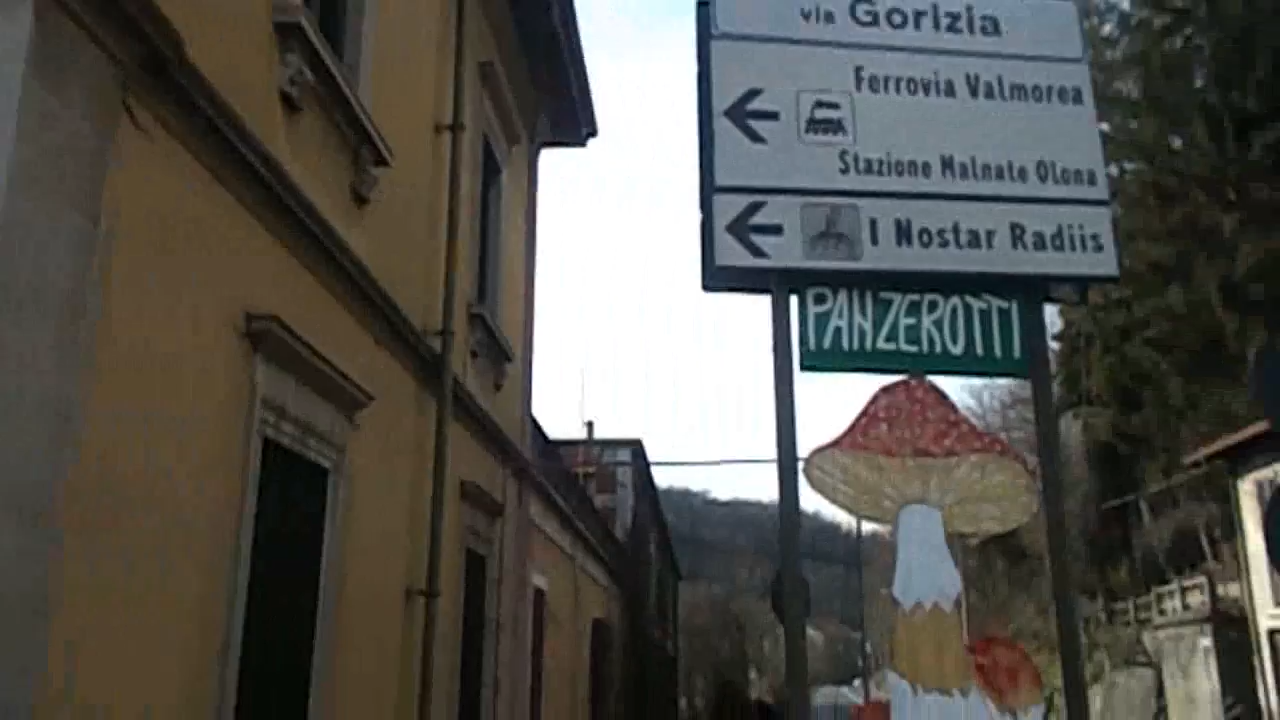 via Gorizia
Ferrovia Valmorea
Stazione Malnate Olona
I Nostar Radiis
PANZEROTTI